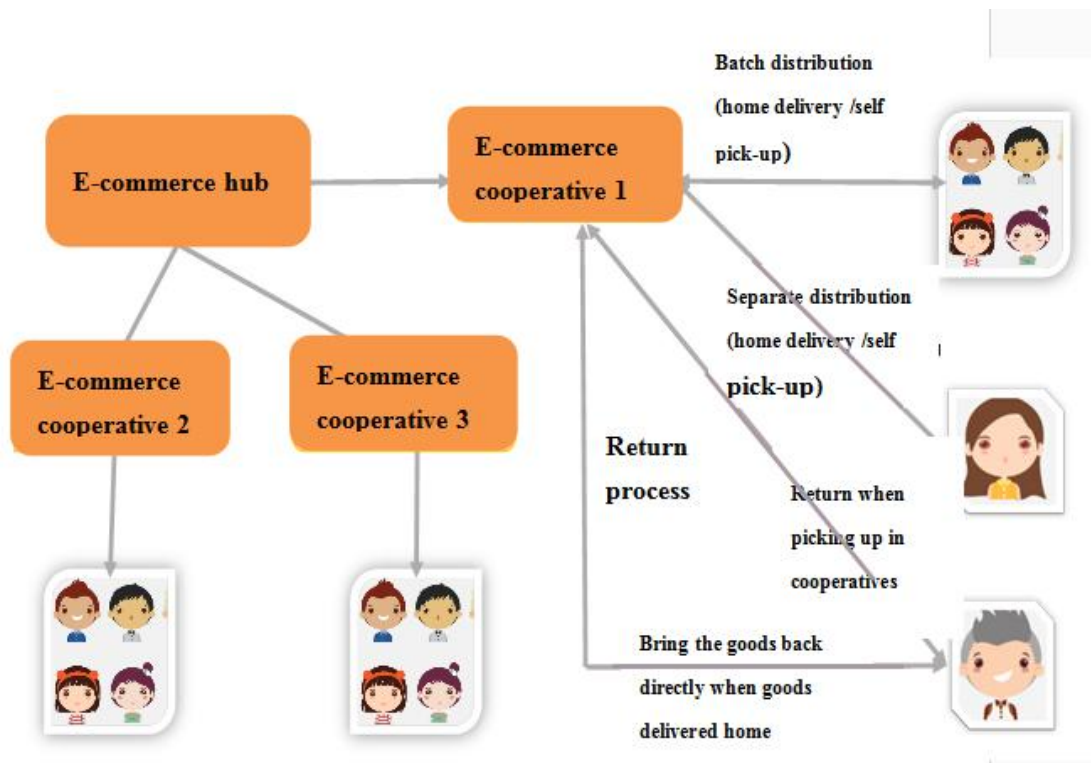 Batch distribution
(home delivery /self
pick-up)
E-commerce hub
E-commerce
cooperative 1
Separate distribution
(home delivery /self
pick-up)
E-commerce
cooperative 2
E-commerce
cooperative 3
Return
process
Return when
picking up in
cooperatives
Bring the goods back
directly when goods
delivered home